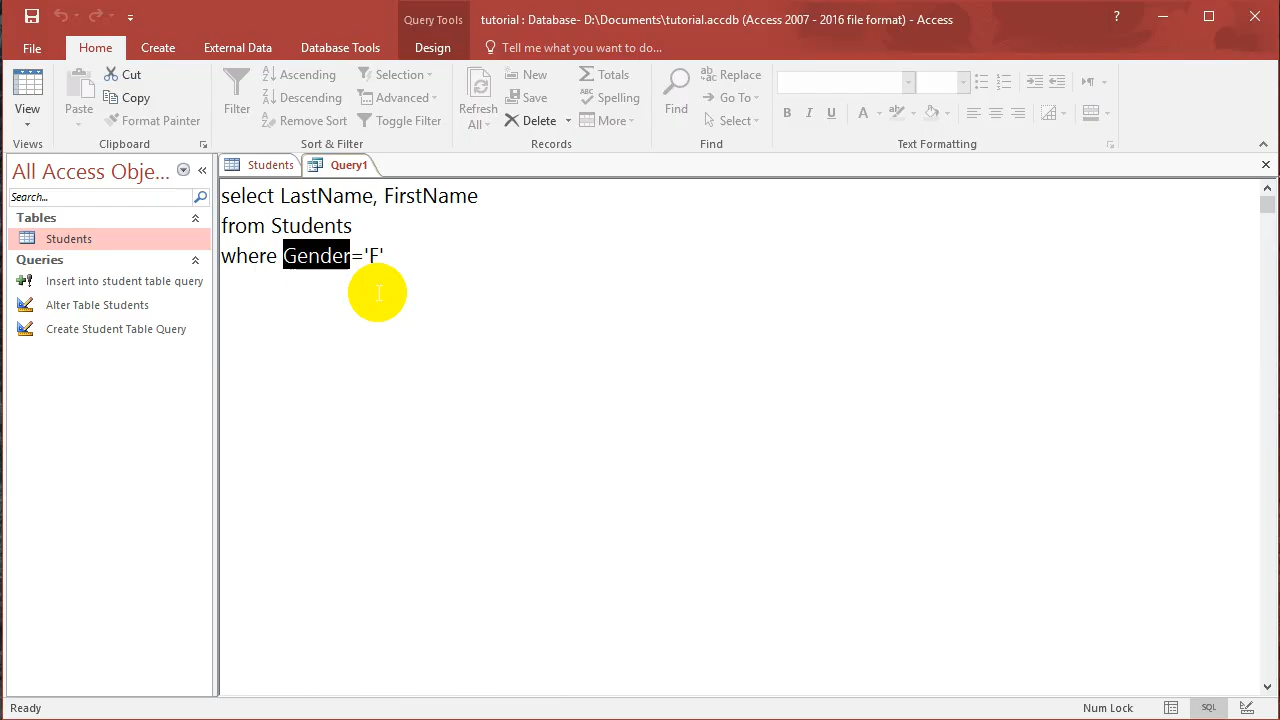 Query Tools
tutorial : Database- D:\Documents\tutorial.accdb (Access 2007 - 2016 file format) - Access
?
File
Home
Create
External Data
Database Tools
Design
Tell me what you want to do...
View
Views
Paste
Cut
Copy
Format Painter
Clipboard
Filter
Ascending
Descending
Remove Sort
Selection
Advanced
Toggle Filter
Sort & Filter
Refresh
All
New
Save
Delete
Totals
Spelling
More
Records
Find
Replace
Go To
Select
Find
B I U A
Text Formatting
All Access Obje...
Search...
Tables
Students
Queries
Insert into student table query
Alter Table Students
Create Student Table Query
Students
Query1
select LastName, FirstName
from Students
where Gender='F'
Ready
Num Lock
SQL